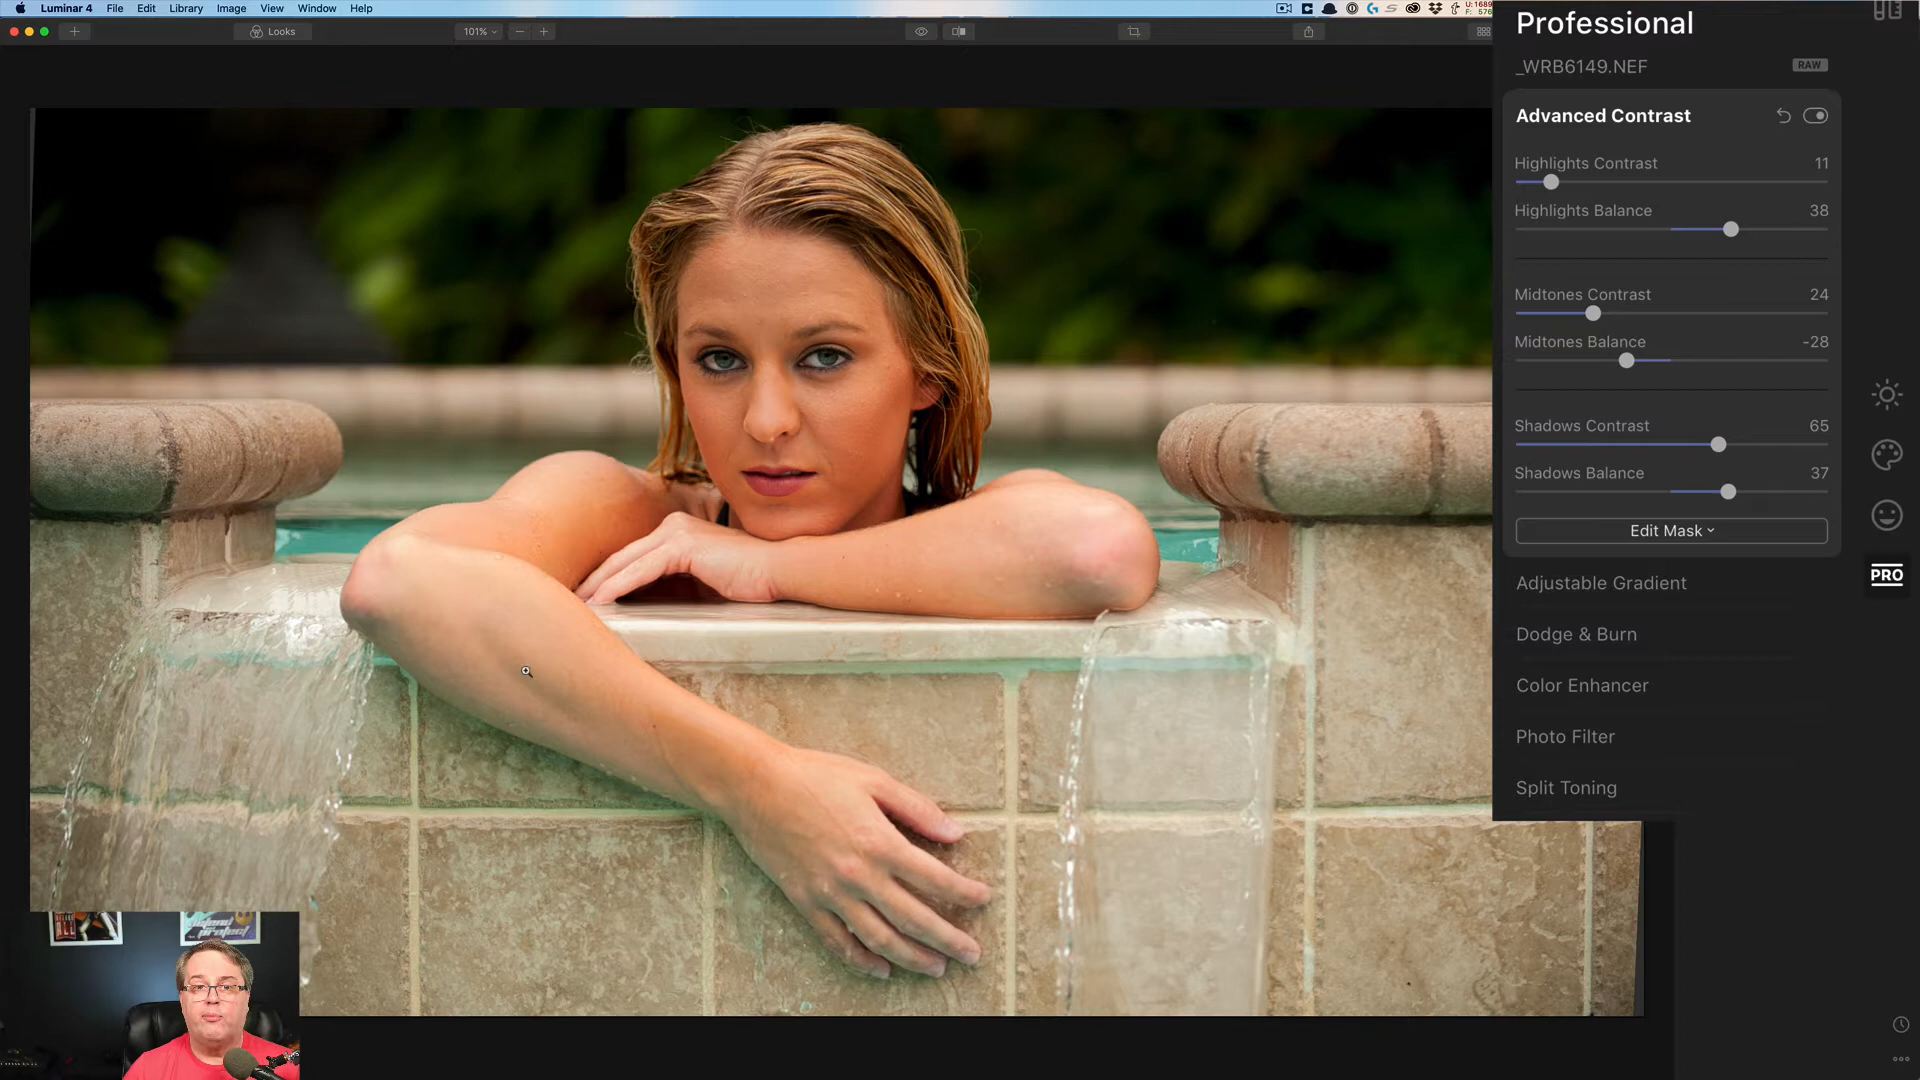 Luminar 4 File Edit Library Image View Window Help
Looks
101%
Professional
_WRB6149.NEF RAW
Advanced Contrast
Highlights Contrast 11
Highlights Balance 38
Midtones Contrast 24
Midtones Balance -28
Shadows Contrast 65
Shadows Balance 37
Edit Mask
Adjustable Gradient
Dodge & Burn
Color Enhancer
Photo Filter
Split Toning
PRO